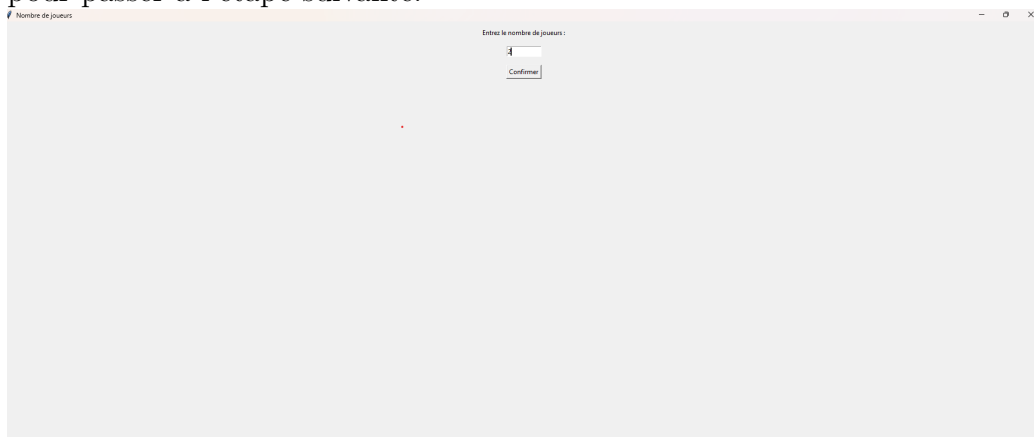 pour passer à l'étape suivante.
Nombre de joueurs
Entrez le nombre de joueurs :
2
Confirmer